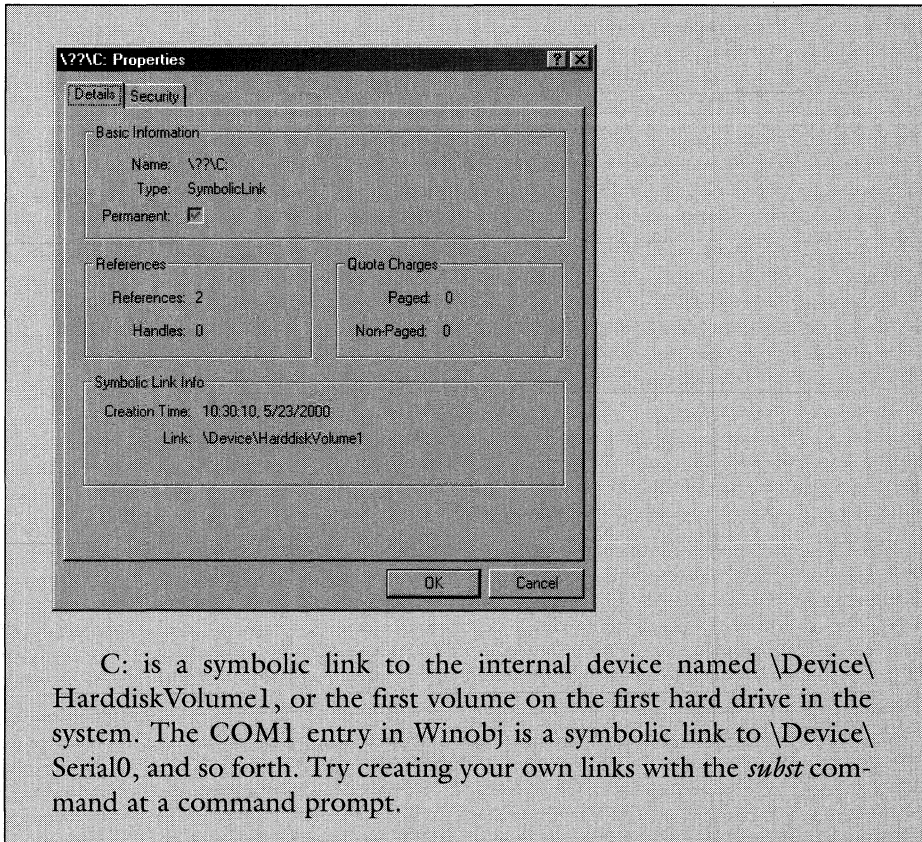 \??\C: Properties
Details Security
Basic Information
Name: \??\C:
Type: SymbolicLink
Permanent:
References
References: 2
Handles: 0
Quota Charges
Paged: 0
Non-Paged: 0
Symbolic Link Info
Creation Time: 10:30:10, 5/23/2000
Link: \Device\HarddiskVolume1
OK Cancel
C: is a symbolic link to the internal device named \Device\
HarddiskVolume1, or the first volume on the first hard drive in the
system. The COM1 entry in Winobj is a symbolic link to \Device\
Serial0, and so forth. Try creating your own links with the subst com-
mand at a command prompt.